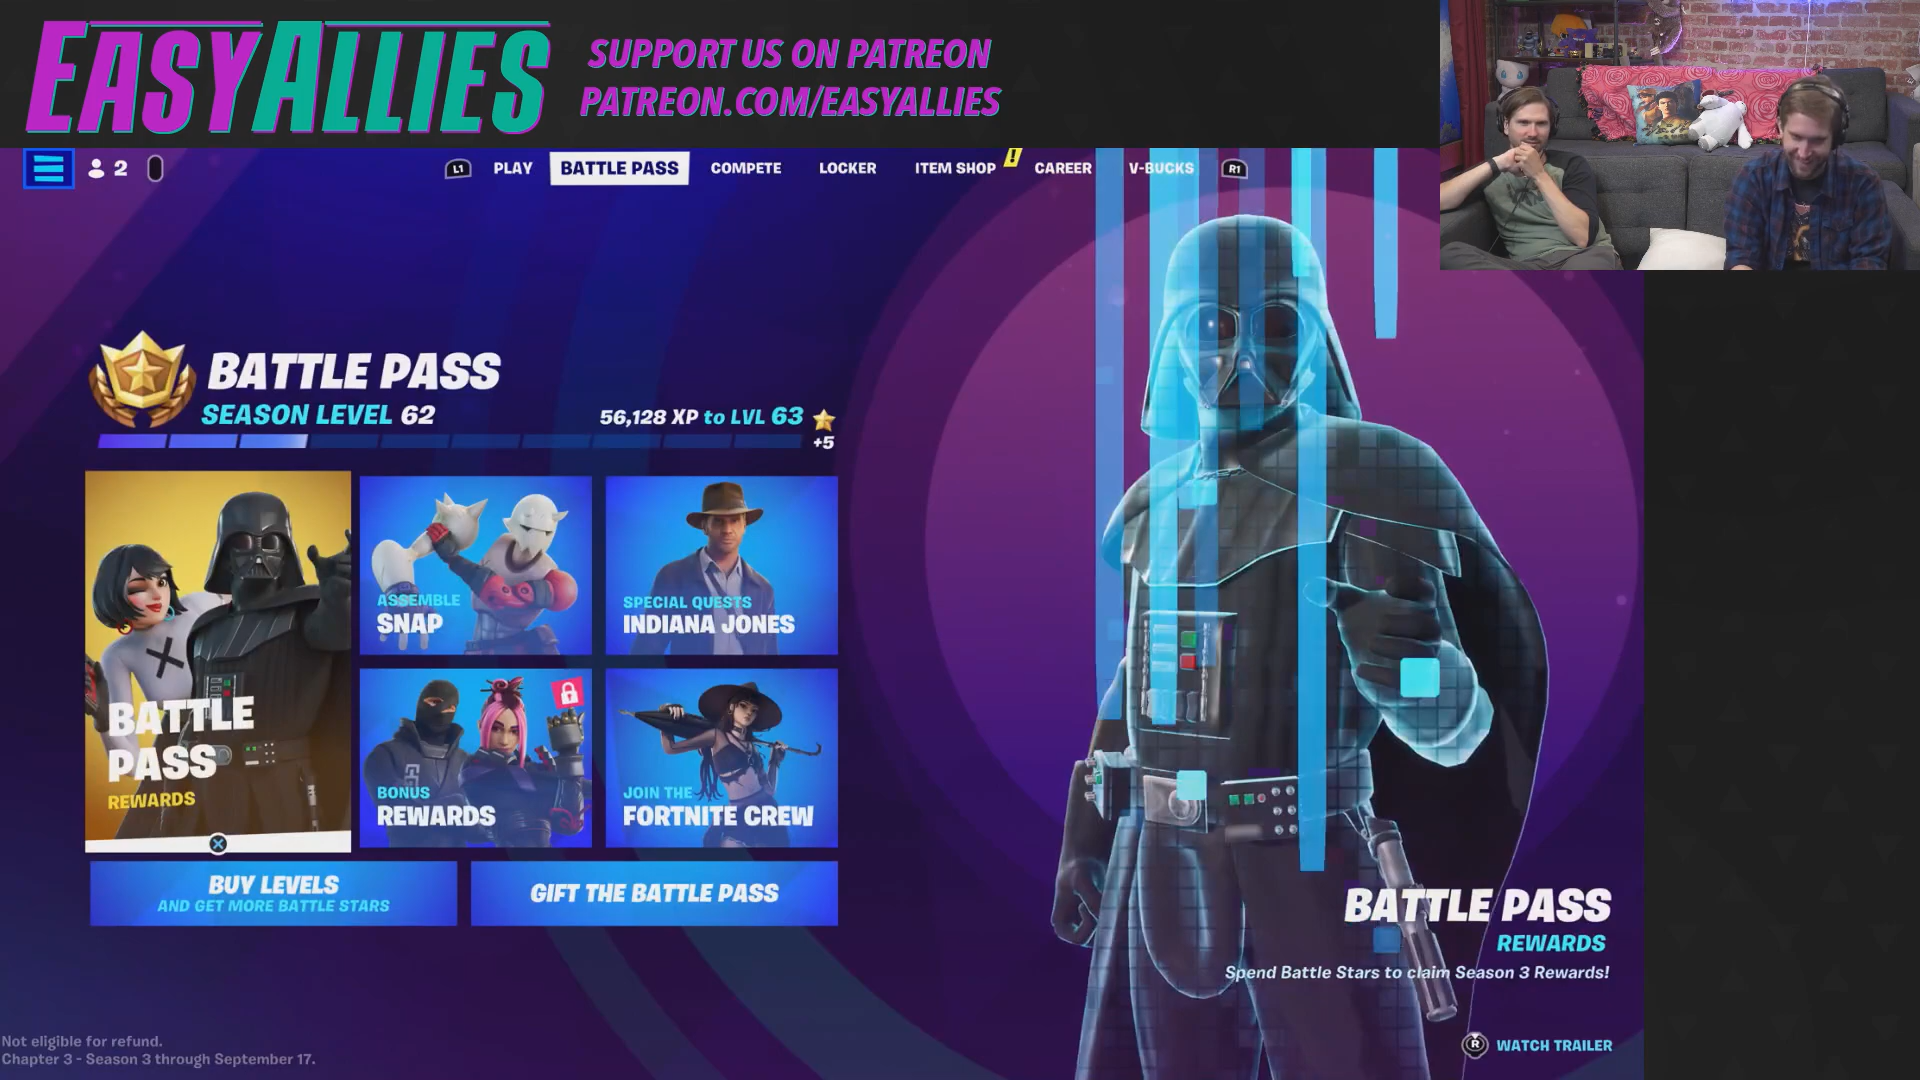 EASYALLIES
SUPPORT US ON PATREON
PATREON.COM/EASYALLIES
2
L1
PLAY
BATTLE PASS
COMPETE
LOCKER
ITEM SHOP
!
CAREER
V-BUCKS
R1
BATTLE PASS
SEASON LEVEL 62
56,128 XP to LVL 63
+5
BATTLE
PASS
REWARDS
ASSEMBLE
SNAP
SPECIAL QUESTS
INDIANA JONES
BONUS
REWARDS
JOIN THE
FORTNITE CREW
BUY LEVELS
AND GET MORE BATTLE STARS
GIFT THE BATTLE PASS
BATTLE PASS
REWARDS
Spend Battle Stars to claim Season 3 Rewards!
R
WATCH TRAILER
Not eligible for refund.
Chapter 3 - Season 3 through September 17.